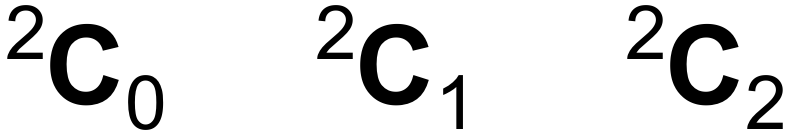 ²C₀ ²C₁ ²C₂